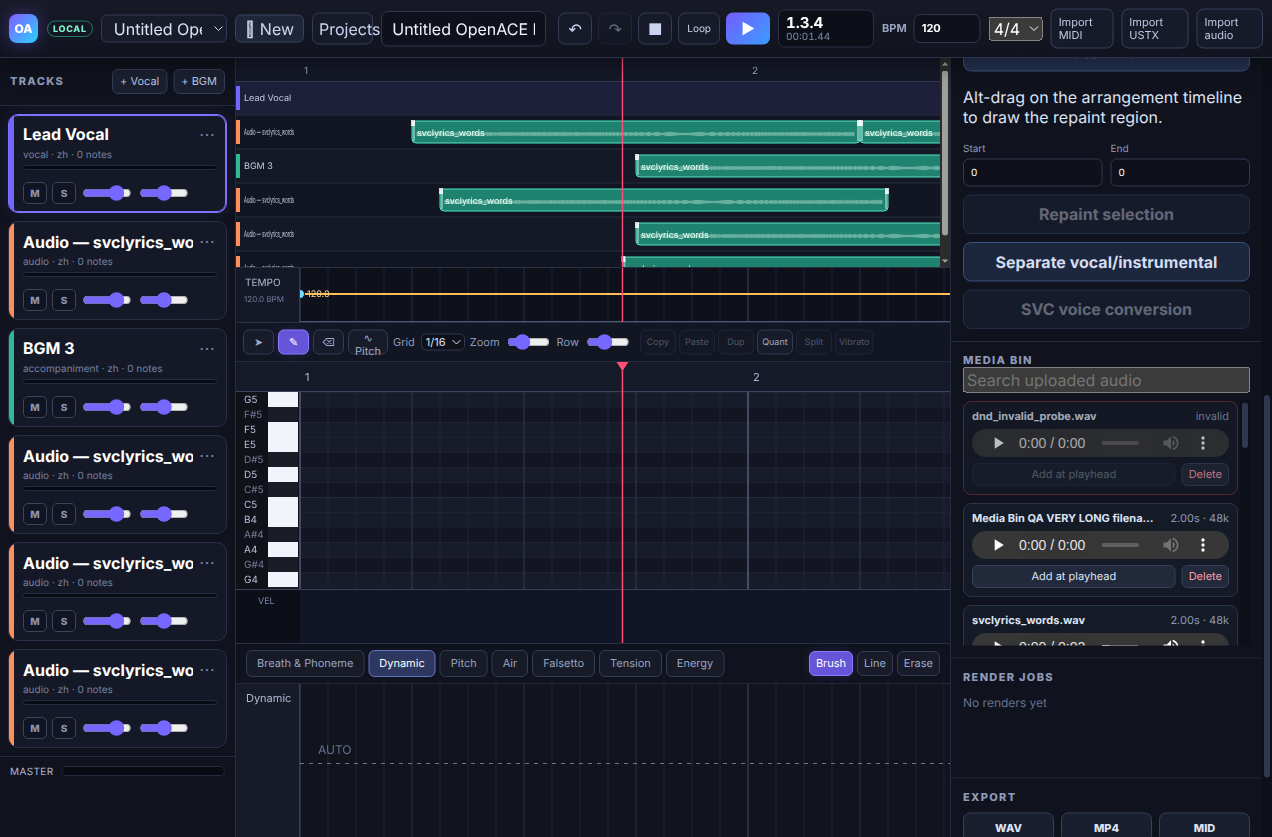 OA
LOCAL
Untitled Ope
New
Projects
Untitled OpenACE
Loop
1.3.4
00:01.44
BPM
120
4/4
Import MIDI
Import USTX
Import audio
TRACKS
+ Vocal
+ BGM
Lead Vocal
vocal · zh · 0 notes
M
S
Audio — svclyrics_wo
audio · zh · 0 notes
M
S
BGM 3
accompaniment · zh · 0 notes
M
S
Audio — svclyrics_wo
audio · zh · 0 notes
M
S
Audio — svclyrics_wo
audio · zh · 0 notes
M
S
Audio — svclyrics_wo
audio · zh · 0 notes
M
S
MASTER
1
2
Lead Vocal
Audio — svclyrics_words
svclyrics_words
svclyrics_words
BGM 3
svclyrics_words
Audio — svclyrics_words
svclyrics_words
Audio — svclyrics_words
svclyrics_words
TEMPO
120.0 BPM
120.0
Pitch
Grid
1/16
Zoom
Row
Copy
Paste
Dup
Quant
Split
Vibrato
1
2
G5
F#5
F5
E5
D#5
D5
C#5
C5
B4
A#4
A4
G#4
G4
VEL
Breath & Phoneme
Dynamic
Pitch
Air
Falsetto
Tension
Energy
Brush
Line
Erase
Dynamic
AUTO
Alt-drag on the arrangement timeline
to draw the repaint region.
Start
End
0
0
Repaint selection
Separate vocal/instrumental
SVC voice conversion
MEDIA BIN
Search uploaded audio
dnd_invalid_probe.wav
invalid
0:00 / 0:00
Add at playhead
Delete
Media Bin QA VERY LONG filena...
2.00s · 48k
0:00 / 0:00
Add at playhead
Delete
svclyrics_words.wav
2.00s · 48k
RENDER JOBS
No renders yet
EXPORT
WAV
MP4
MID